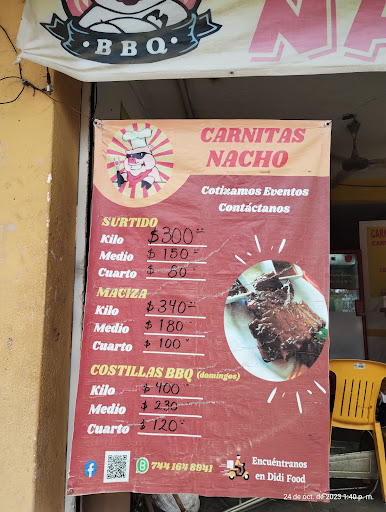 BBQ
NA
CARNITAS
NACHO
Cotizamos Eventos
Contáctanos
SURTIDO
Kilo $300.-
Medio $150.-
Cuarto $ 80.-
MACIZA
Kilo $340.-
Medio $180.-
Cuarto $100.-
COSTILLAS BBQ (domingos)
Kilo $400.-
Medio $230.-
Cuarto $120.-
744 164 8941
Encuéntranos
en Didi Food
24 de oct. de 2023 1:40 p. m.